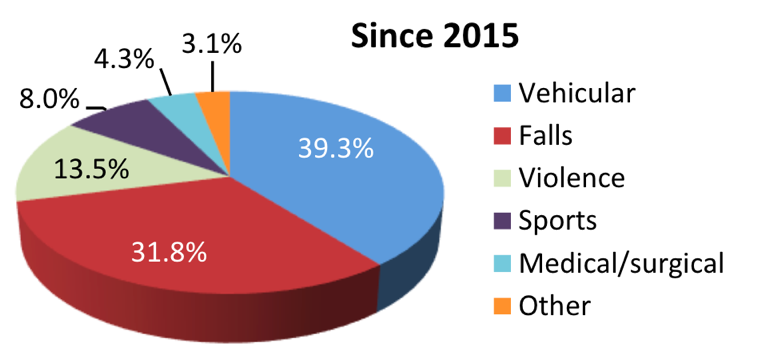 Since 2015
3.1%
4.3%
8.0%
39.3%
13.5%
31.8%
Vehicular
Falls
Violence
Sports
Medical/surgical
Other